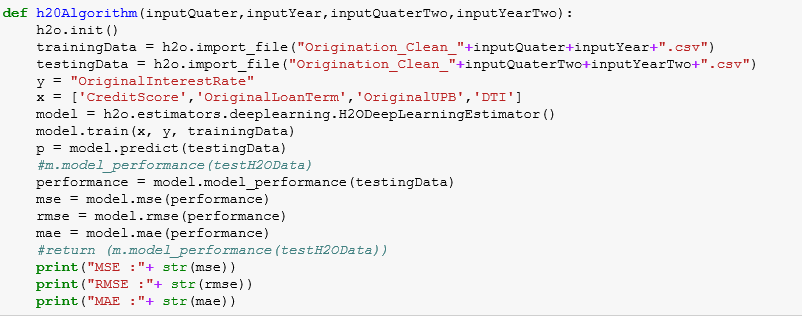 def h20Algorithm(inputQuater,inputYear,inputQuaterTwo,inputYearTwo):
    h2o.init()
    trainingData = h2o.import_file("Origination_Clean_"+inputQuater+inputYear+".csv")
    testingData = h2o.import_file("Origination_Clean_"+inputQuaterTwo+inputYearTwo+".csv")
    y = "OriginalInterestRate"
    x = ['CreditScore','OriginalLoanTerm','OriginalUPB','DTI']
    model = h2o.estimators.deeplearning.H2ODeepLearningEstimator()
    model.train(x, y, trainingData)
    p = model.predict(testingData)
    #m.model_performance(testH2OData)
    performance = model.model_performance(testingData)
    mse = model.mse(performance)
    rmse = model.rmse(performance)
    mae = model.mae(performance)
    #return (m.model_performance(testH2OData))
    print("MSE :"+ str(mse))
    print("RMSE :"+ str(rmse))
    print("MAE :"+ str(mae))